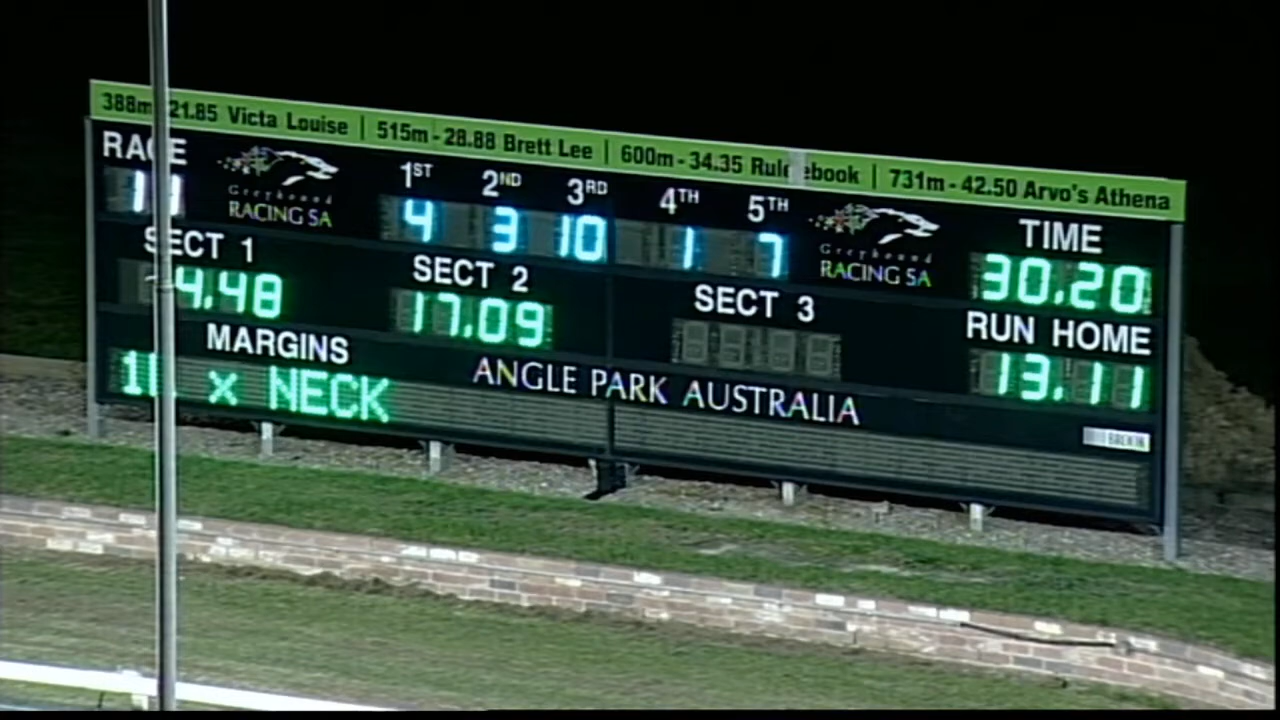 388m 21.85 Victa Louise | 515m - 28.88 Brett Lee | 600m - 34.35 Rulebook | 731m - 42.50 Arvo's Athena
RACE 1ST 2ND 3RD 4TH 5TH TIME
11 Greyhound RACING SA 4 3 10 1 7 Greyhound RACING SA 30.20
SECT 1 SECT 2 SECT 3 RUN HOME
4.48 17.09 13.11
MARGINS ANGLE PARK AUSTRALIA
x NECK